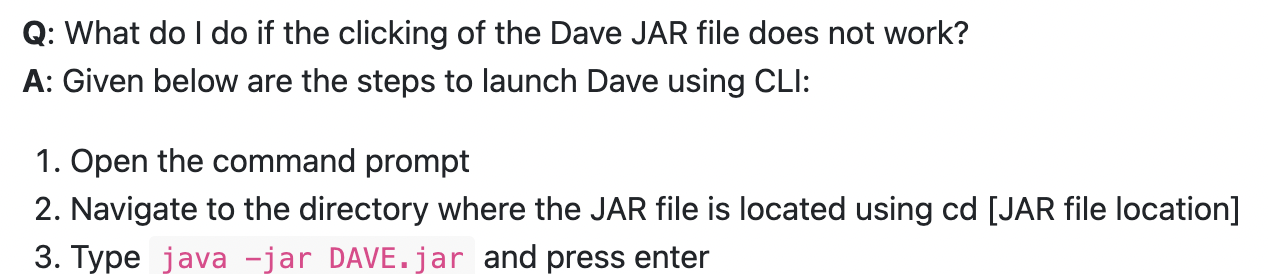 Q: What do I do if the clicking of the Dave JAR file does not work?
A: Given below are the steps to launch Dave using CLI:
1. Open the command prompt
2. Navigate to the directory where the JAR file is located using cd [JAR file location]
3. Type java -jar DAVE.jar and press enter